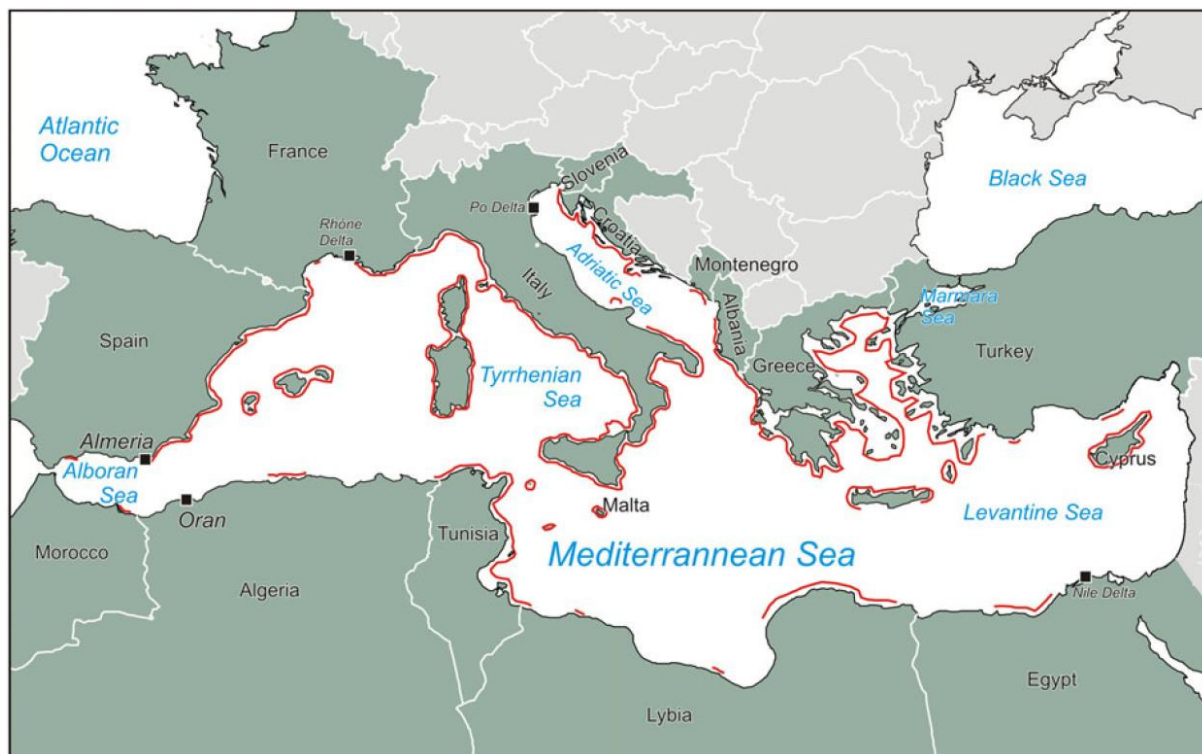 Atlantic
Ocean
France
Slovenia
Black Sea
Po Delta
Croatia
Rhône
Delta
Adriatic Sea
Montenegro
Italy
Marmara
Sea
Albania
Spain
Greece
Turkey
Tyrrhenian
Sea
Almeria
Cyprus
Alboran
Sea
Malta
Levantine Sea
Oran
Tunisia
Morocco
Mediterrannean Sea
Algeria
Nile Delta
Egypt
Lybia